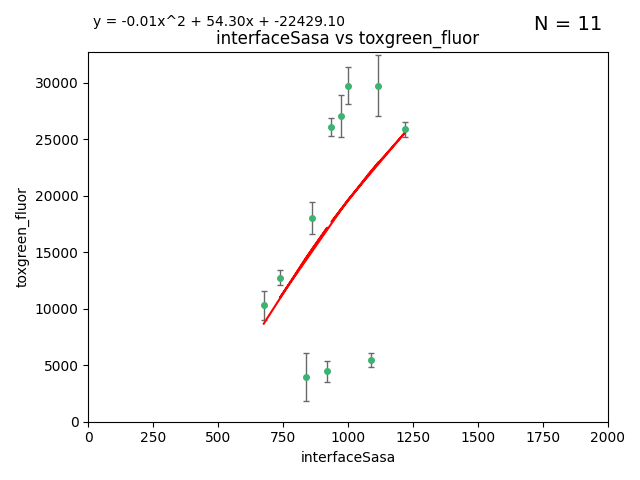 y = -0.01x^2 + 54.30x + -22429.10
N = 11
interfaceSasa vs toxgreen_fluor
30000
25000
20000
15000
10000
5000
0
toxgreen_fluor
0 250 500 750 1000 1250 1500 1750 2000
interfaceSasa